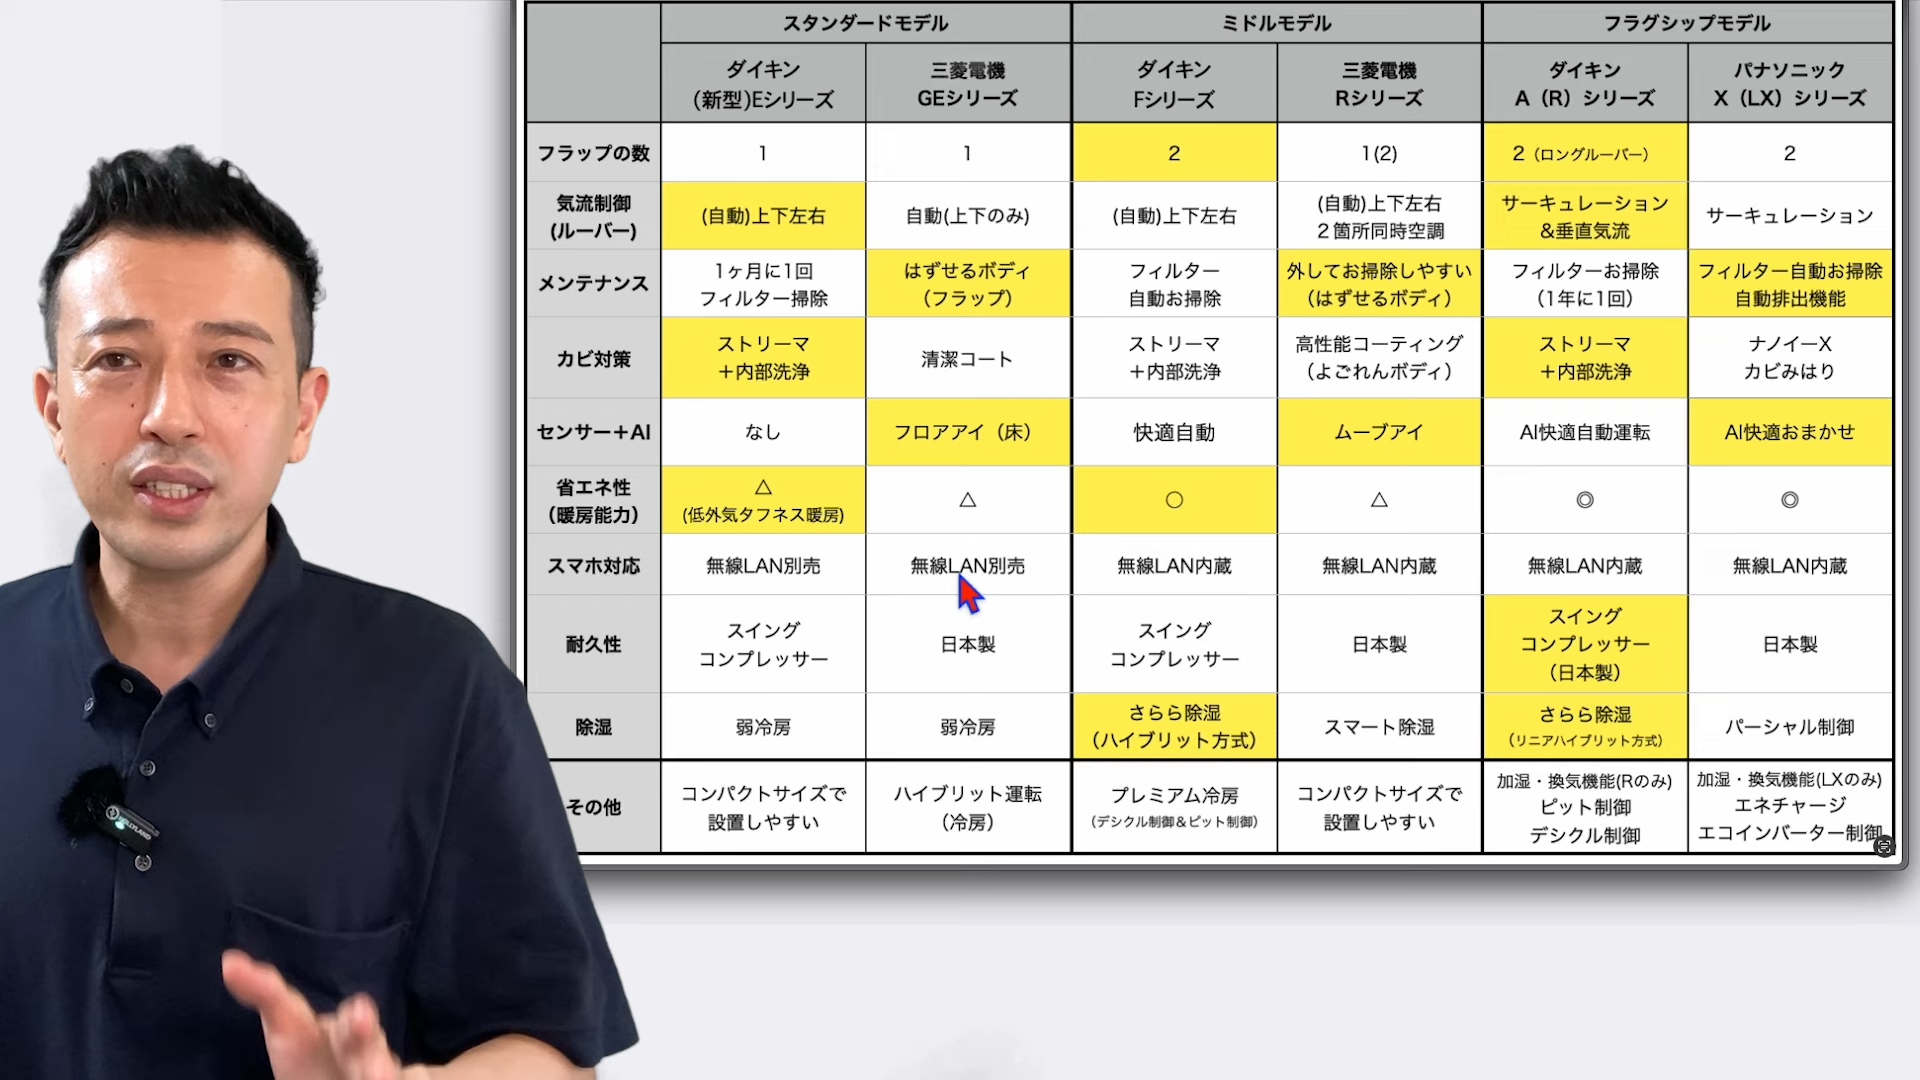 スタンダードモデル
ミドルモデル
フラグシップモデル
ダイキン
(新型)Eシリーズ
三菱電機
GEシリーズ
ダイキン
Fシリーズ
三菱電機
Rシリーズ
ダイキン
A（R）シリーズ
パナソニック
X（LX）シリーズ
フラップの数
1
1
2
1(2)
2（ロングルーバー）
2
気流制御
(ルーバー)
(自動)上下左右
自動(上下のみ)
(自動)上下左右
(自動)上下左右
２箇所同時空調
サーキュレーション
&垂直気流
サーキュレーション
メンテナンス
1ヶ月に1回
フィルター掃除
はずせるボディ
（フラップ）
フィルター
自動お掃除
外してお掃除しやすい
（はずせるボディ）
フィルターお掃除
（1年に1回）
フィルター自動お掃除
自動排出機能
カビ対策
ストリーマ
＋内部洗浄
清潔コート
ストリーマ
＋内部洗浄
高性能コーティング
（よごれんボディ）
ストリーマ
＋内部洗浄
ナノイーX
カビみはり
センサー＋AI
なし
フロアアイ（床）
快適自動
ムーブアイ
AI快適自動運転
AI快適おまかせ
省エネ性
（暖房能力）
△
(低外気タフネス暖房)
△
○
△
◎
◎
スマホ対応
無線LAN別売
無線LAN別売
無線LAN内蔵
無線LAN内蔵
無線LAN内蔵
無線LAN内蔵
耐久性
スイング
コンプレッサー
日本製
スイング
コンプレッサー
日本製
スイング
コンプレッサー
（日本製）
日本製
除湿
弱冷房
弱冷房
さらら除湿
（ハイブリット方式）
スマート除湿
さらら除湿
（リニアハイブリット方式）
パーシャル制御
その他
コンパクトサイズで
設置しやすい
ハイブリット運転
（冷房）
プレミアム冷房
（デシクル制御＆ピット制御）
コンパクトサイズで
設置しやすい
加湿・換気機能(Rのみ)
ピット制御
デシクル制御
加湿・換気機能(LXのみ)
エネチャージ
エコインバーター制御
HOLLYLAND